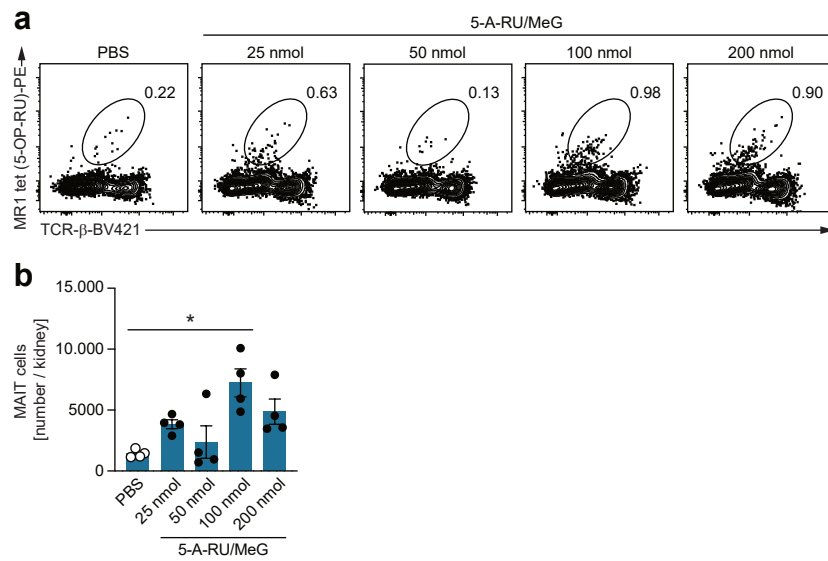 a
5-A-RU/MeG
PBS
25 nmol
50 nmol
100 nmol
200 nmol
MR1 tet (5-OP-RU)-PE
0.22
0.63
0.13
0.98
0.90
TCR-β-BV421
b
MAIT cells
[number / kidney]
15.000
10.000
5000
0
*
PBS
25 nmol
50 nmol
100 nmol
200 nmol
5-A-RU/MeG